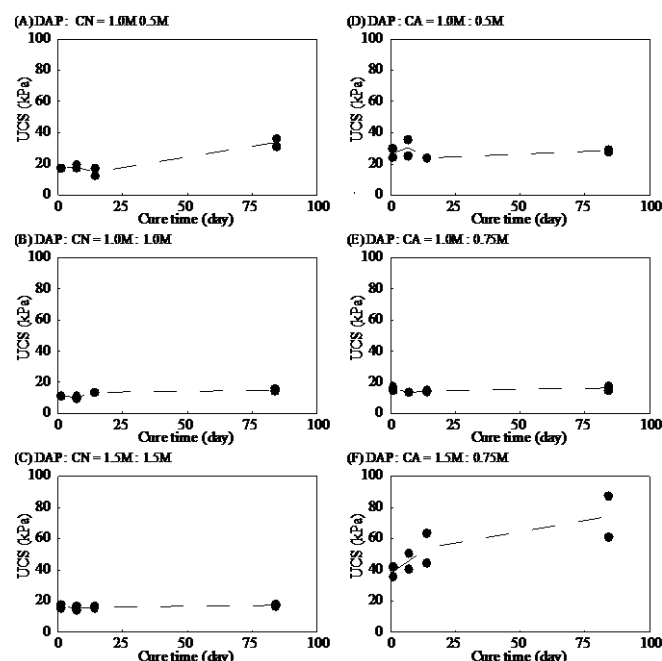 (A) DAP : CN = 1.0M 0.5M
100
80
60
40
20
0
UCS (kPa)
0 25 50 75 100
Cure time (day)
(D) DAP : CA = 1.0M : 0.5M
100
80
60
40
20
0
UCS (kPa)
0 25 50 75 100
Cure time (day)
(B) DAP : CN = 1.0M : 1.0M
100
80
60
40
20
0
UCS (kPa)
0 25 50 75 100
Cure time (day)
(E) DAP : CA = 1.0M : 0.75M
100
80
60
40
20
0
UCS (kPa)
0 25 50 75 100
Cure time (day)
(C) DAP : CN = 1.5M : 1.5M
100
80
60
40
20
0
UCS (kPa)
0 25 50 75 100
Cure time (day)
(F) DAP : CA = 1.5M : 0.75M
100
80
60
40
20
0
UCS (kPa)
0 25 50 75 100
Cure time (day)